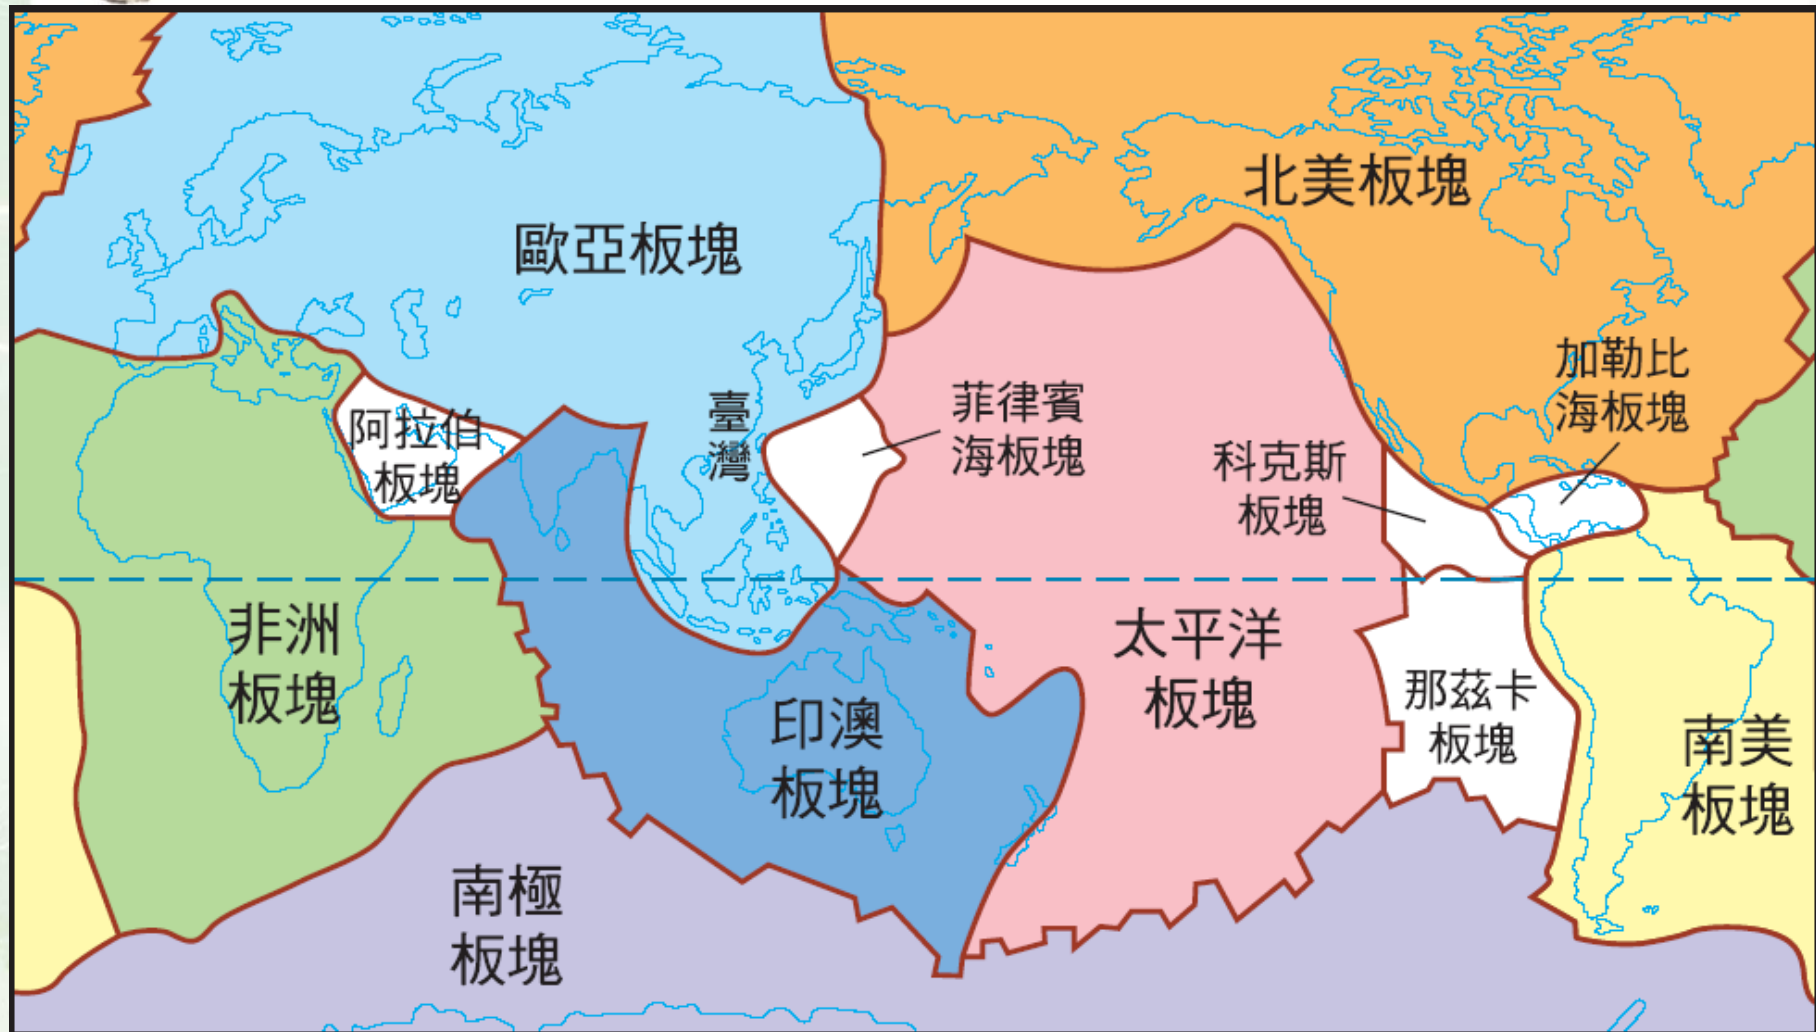 北美板塊
歐亞板塊
加勒比
海板塊
臺
灣
菲律賓
海板塊
阿拉伯
板塊
科克斯
板塊
非洲
板塊
太平洋
板塊
那茲卡
板塊
印澳
板塊
南美
板塊
南極
板塊